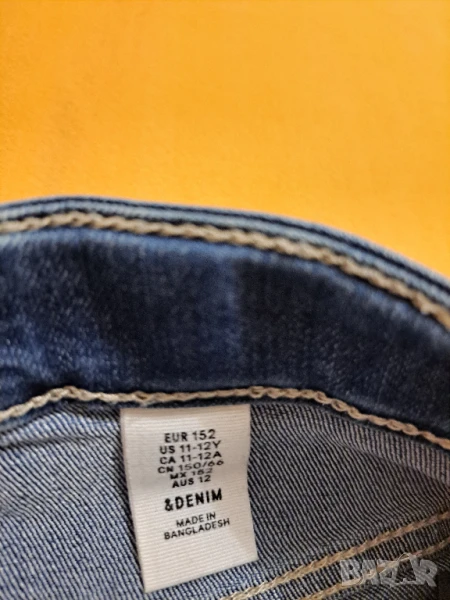 EUR 152
US 11-12Y
CA 11-12A
CN 150/66
MX 152
AUS 12
&DENIM
MADE IN
BANGLADESH
BAZAR